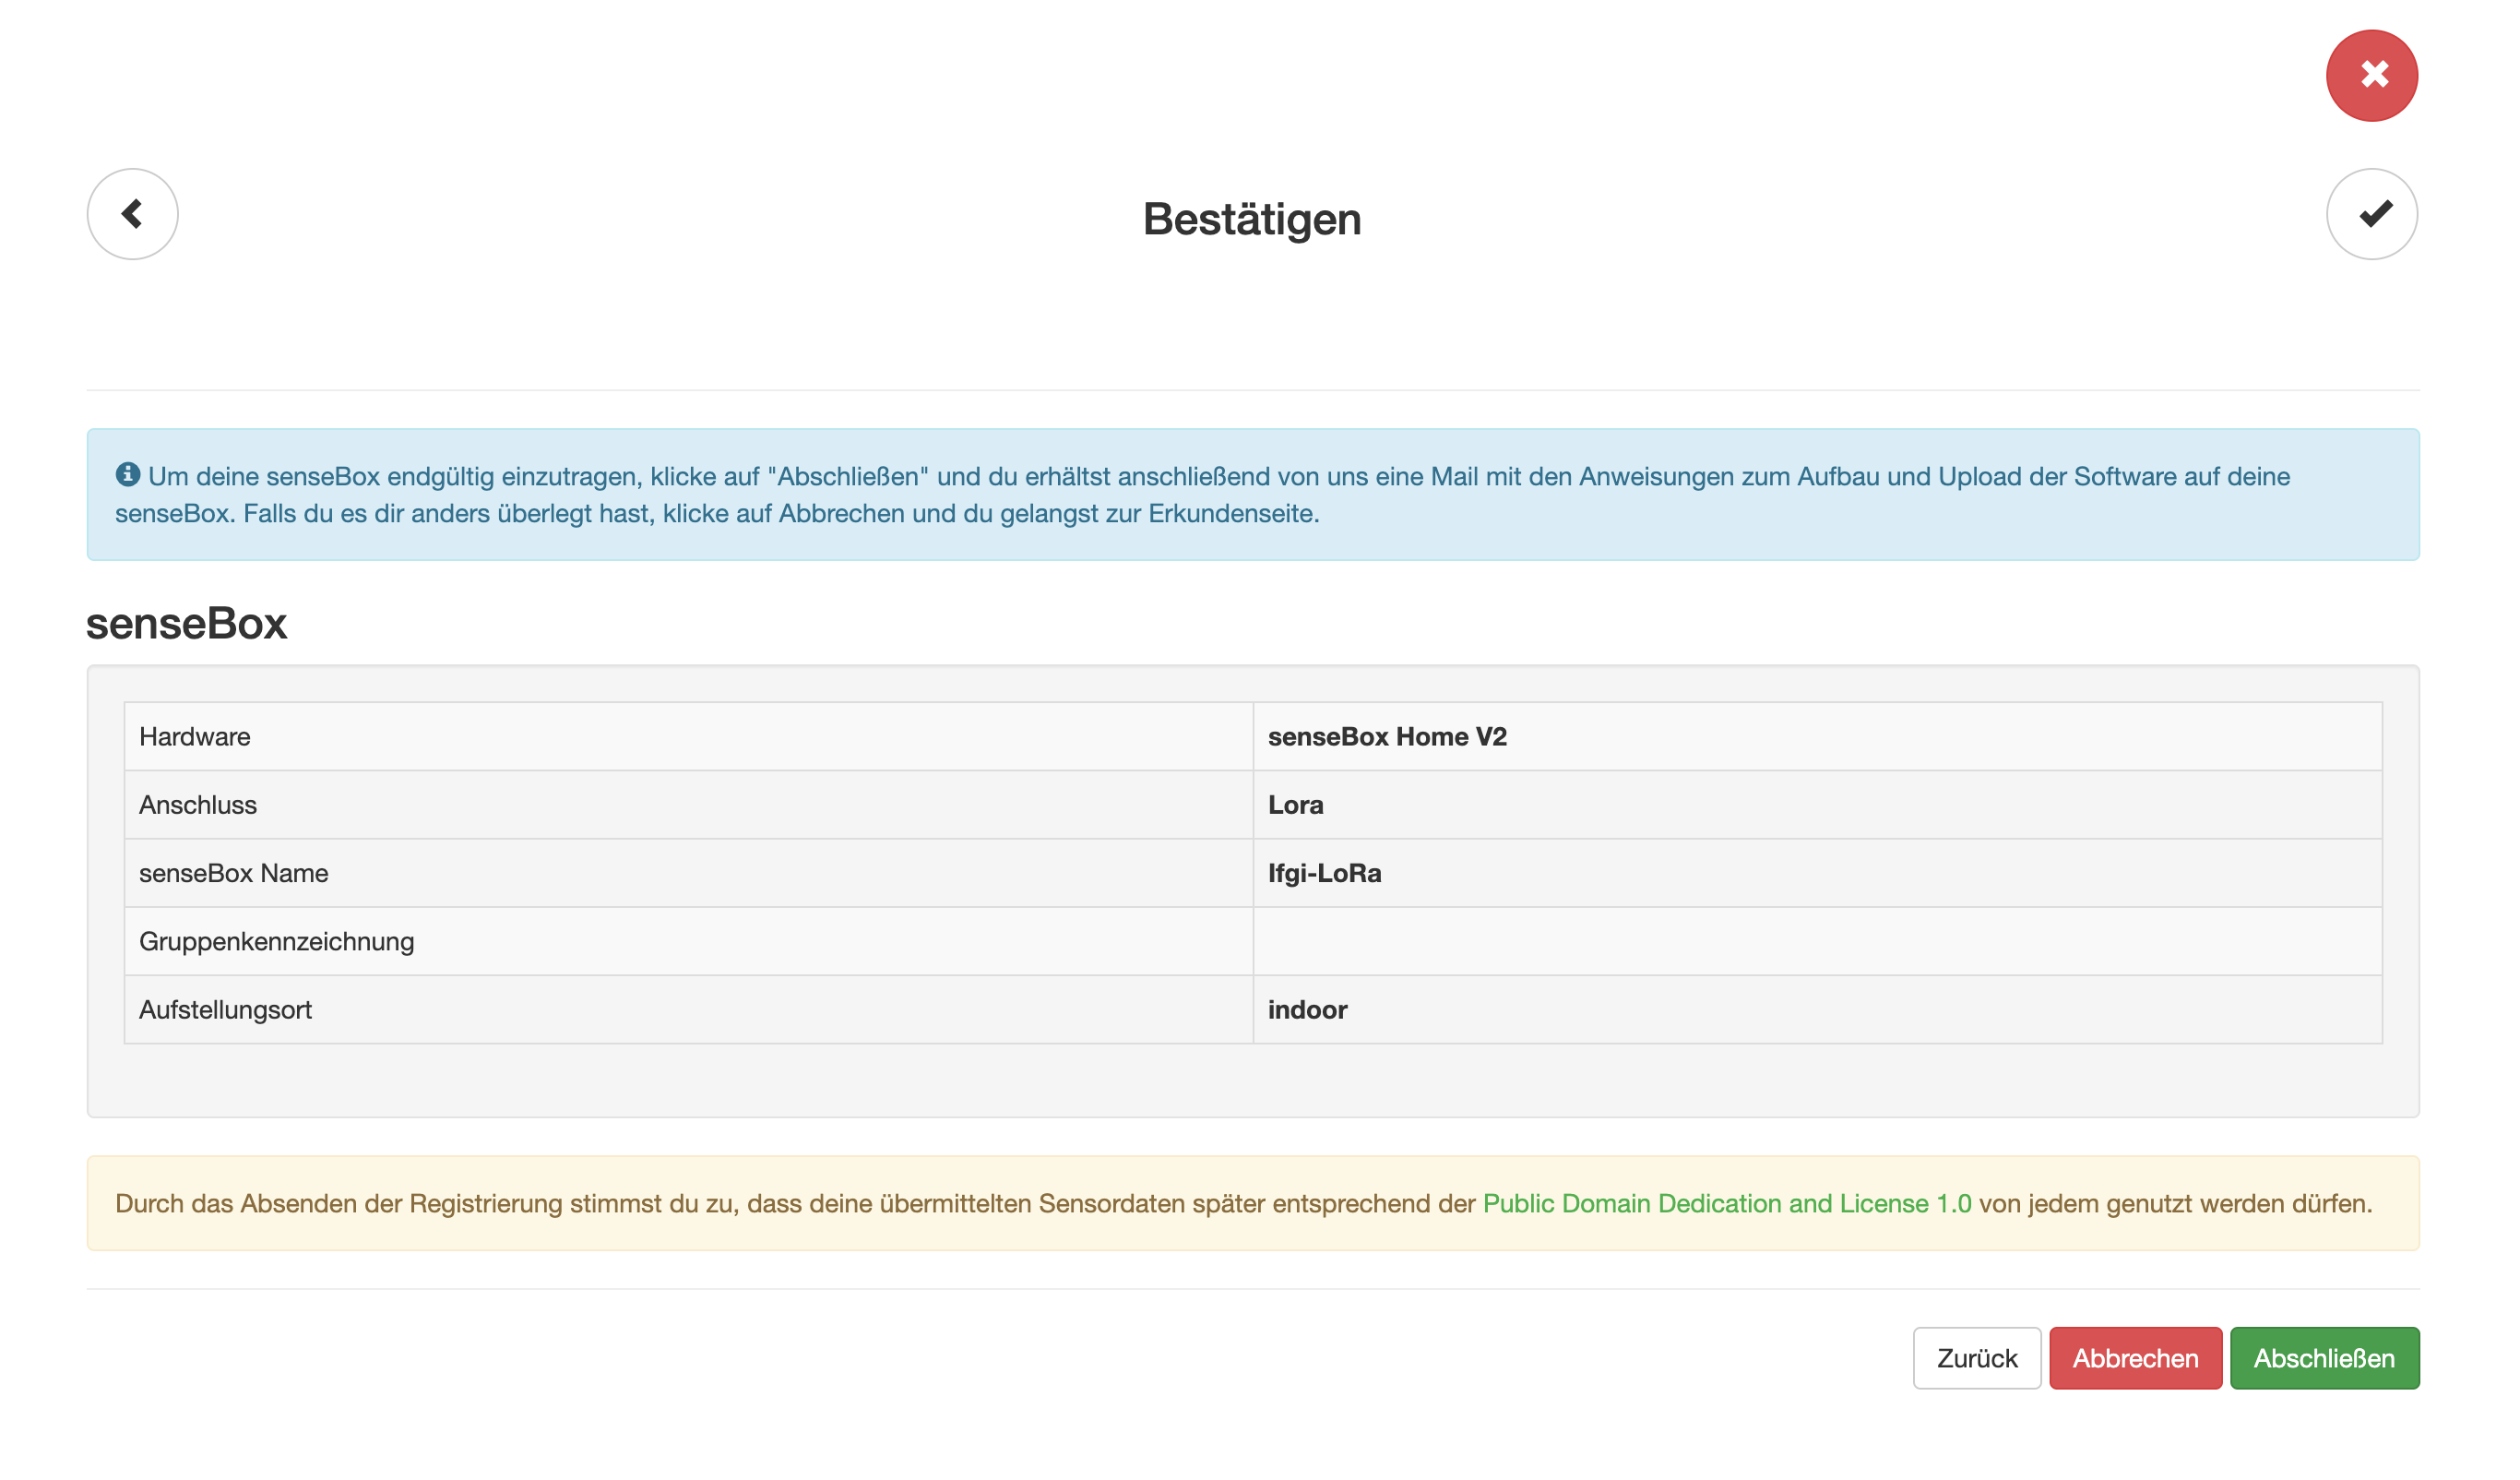 Bestätigen
Um deine senseBox endgültig einzutragen, klicke auf "Abschließen" und du erhältst anschließend von uns eine Mail mit den Anweisungen zum Aufbau und Upload der Software auf deine
senseBox. Falls du es dir anders überlegt hast, klicke auf Abbrechen und du gelangst zur Erkundenseite.
senseBox
Hardware senseBox Home V2
Anschluss Lora
senseBox Name Ifgi-LoRa
Gruppenkennzeichnung
Aufstellungsort indoor
Durch das Absenden der Registrierung stimmst du zu, dass deine übermittelten Sensordaten später entsprechend der Public Domain Dedication and License 1.0 von jedem genutzt werden dürfen.
Zurück Abbrechen Abschließen